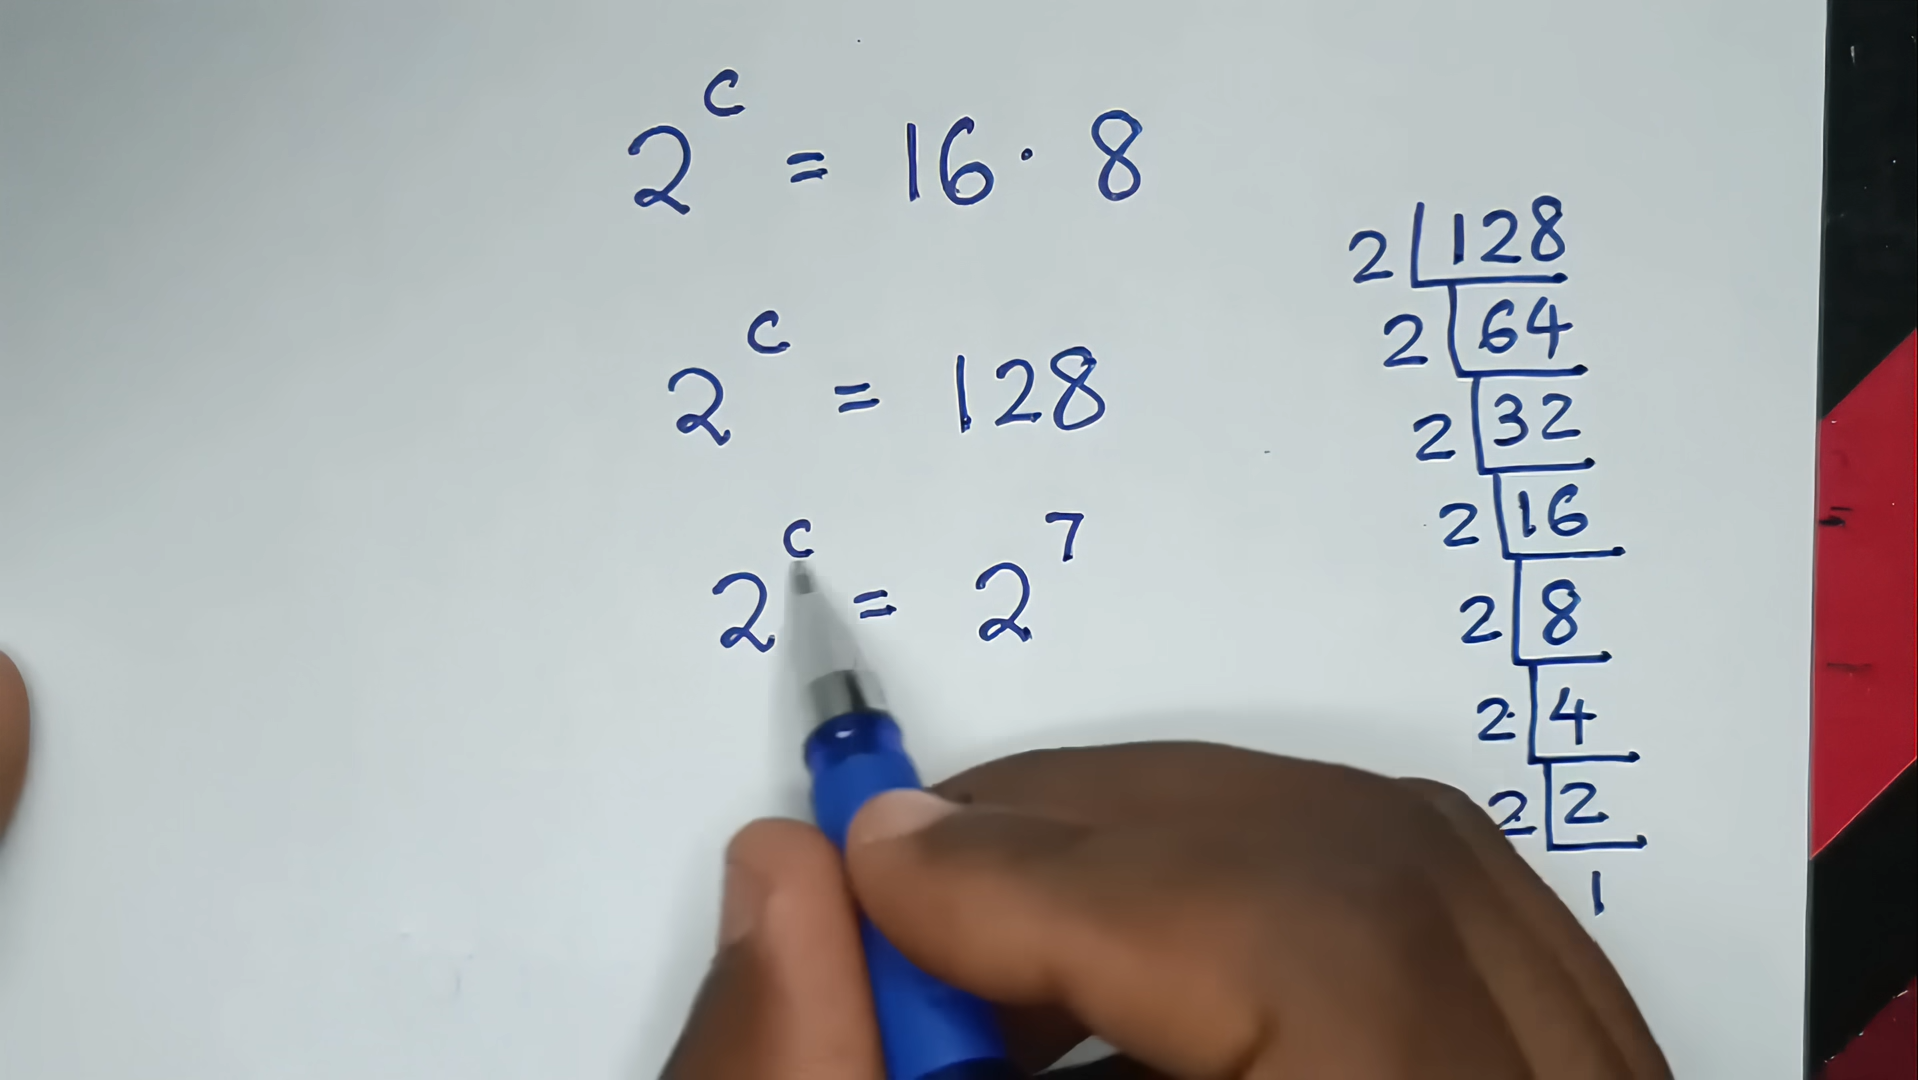 2^c = 16 · 8
2^c = 128
2^c = 2^7
2 | 128
2 | 64
2 | 32
2 | 16
2 | 8
2 | 4
2 | 2
1